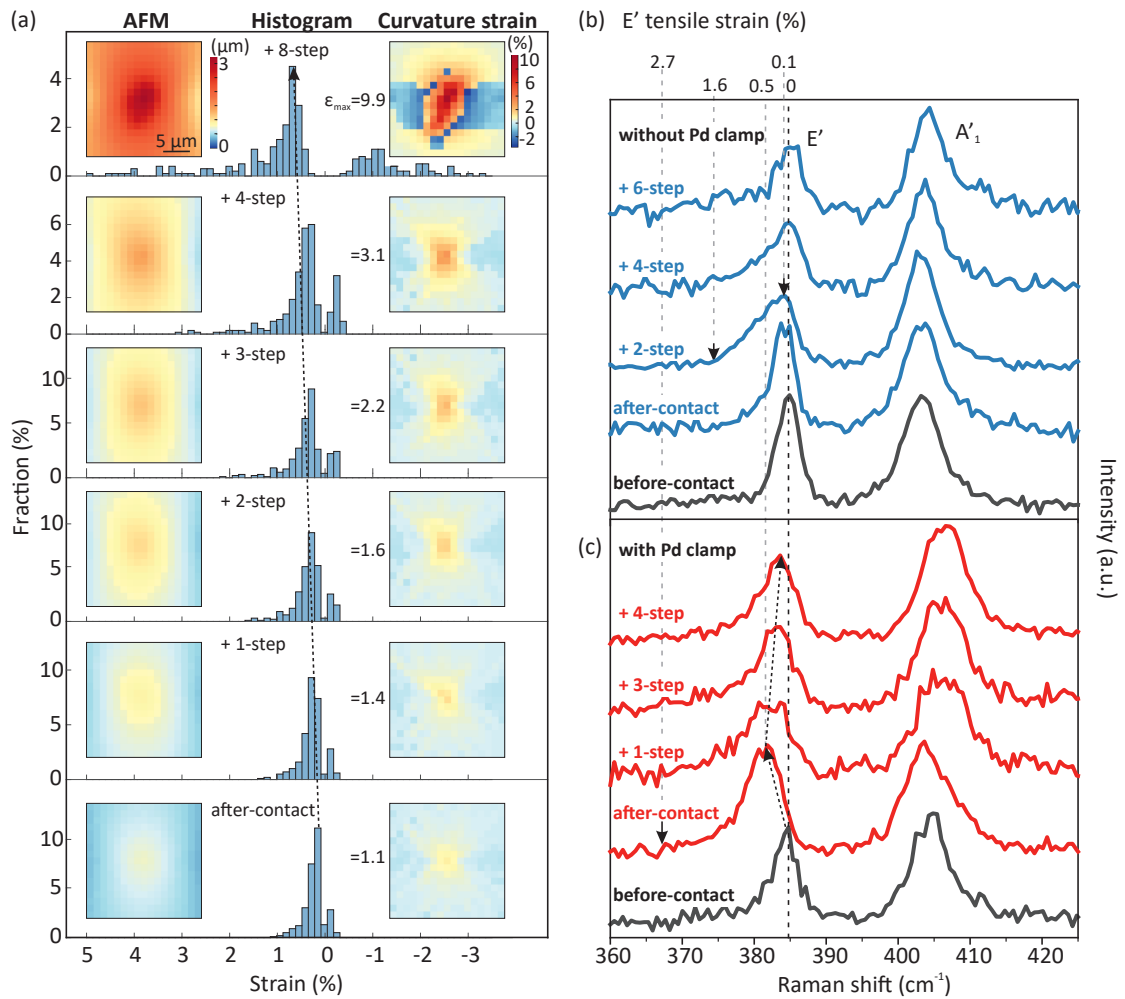 (a)
AFM
Histogram
Curvature strain
(μm)
3
0
5 μm
+ 8-step
εmax=9.9
(%)
10
8
6
4
2
0
-2
4
2
0
+ 4-step
=3.1
6
4
2
0
+ 3-step
=2.2
10
5
0
+ 2-step
=1.6
10
5
0
+ 1-step
=1.4
10
5
0
after-contact
=1.1
10
5
0
Fraction (%)
5 4 3 2 1 0 -1 -2 -3
Strain (%)
(b)
E' tensile strain (%)
2.7 1.6 0.5 0.1 0
without Pd clamp
E'
A'1
+ 6-step
+ 4-step
+ 2-step
after-contact
before-contact
(c)
with Pd clamp
+ 4-step
+ 3-step
+ 1-step
after-contact
before-contact
Intensity (a.u.)
360 370 380 390 400 410 420
Raman shift (cm-1)